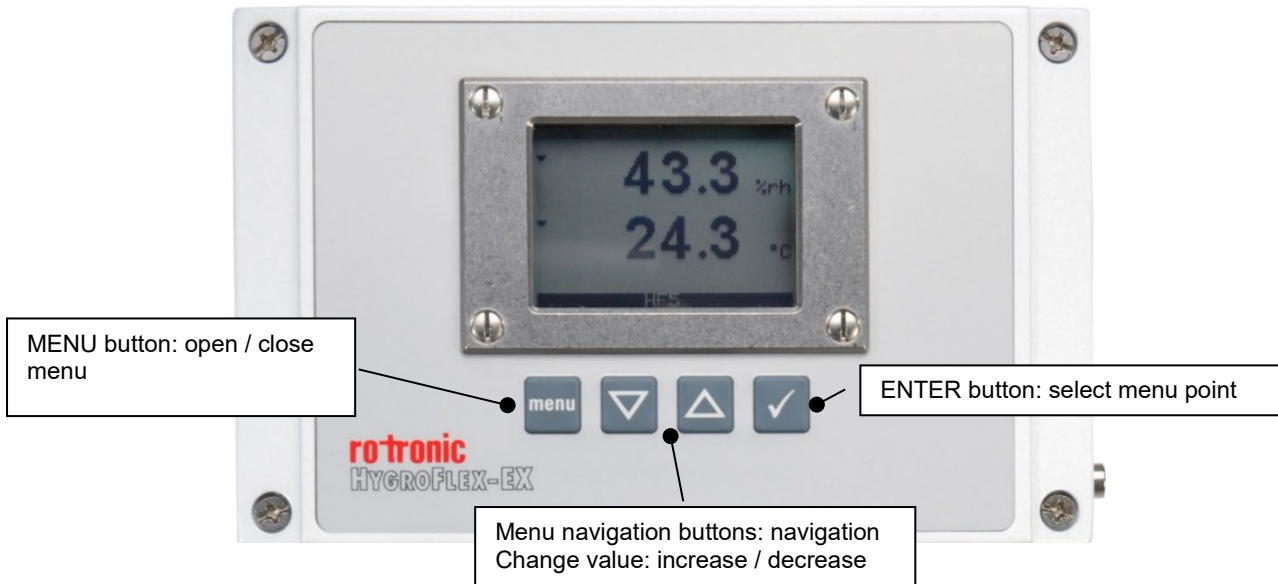 43.3 %rh
24.3 °C
HF5
MENU button: open / close
menu
ENTER button: select menu point
menu
rotronic
HYGROFLEX-EX
Menu navigation buttons: navigation
Change value: increase / decrease